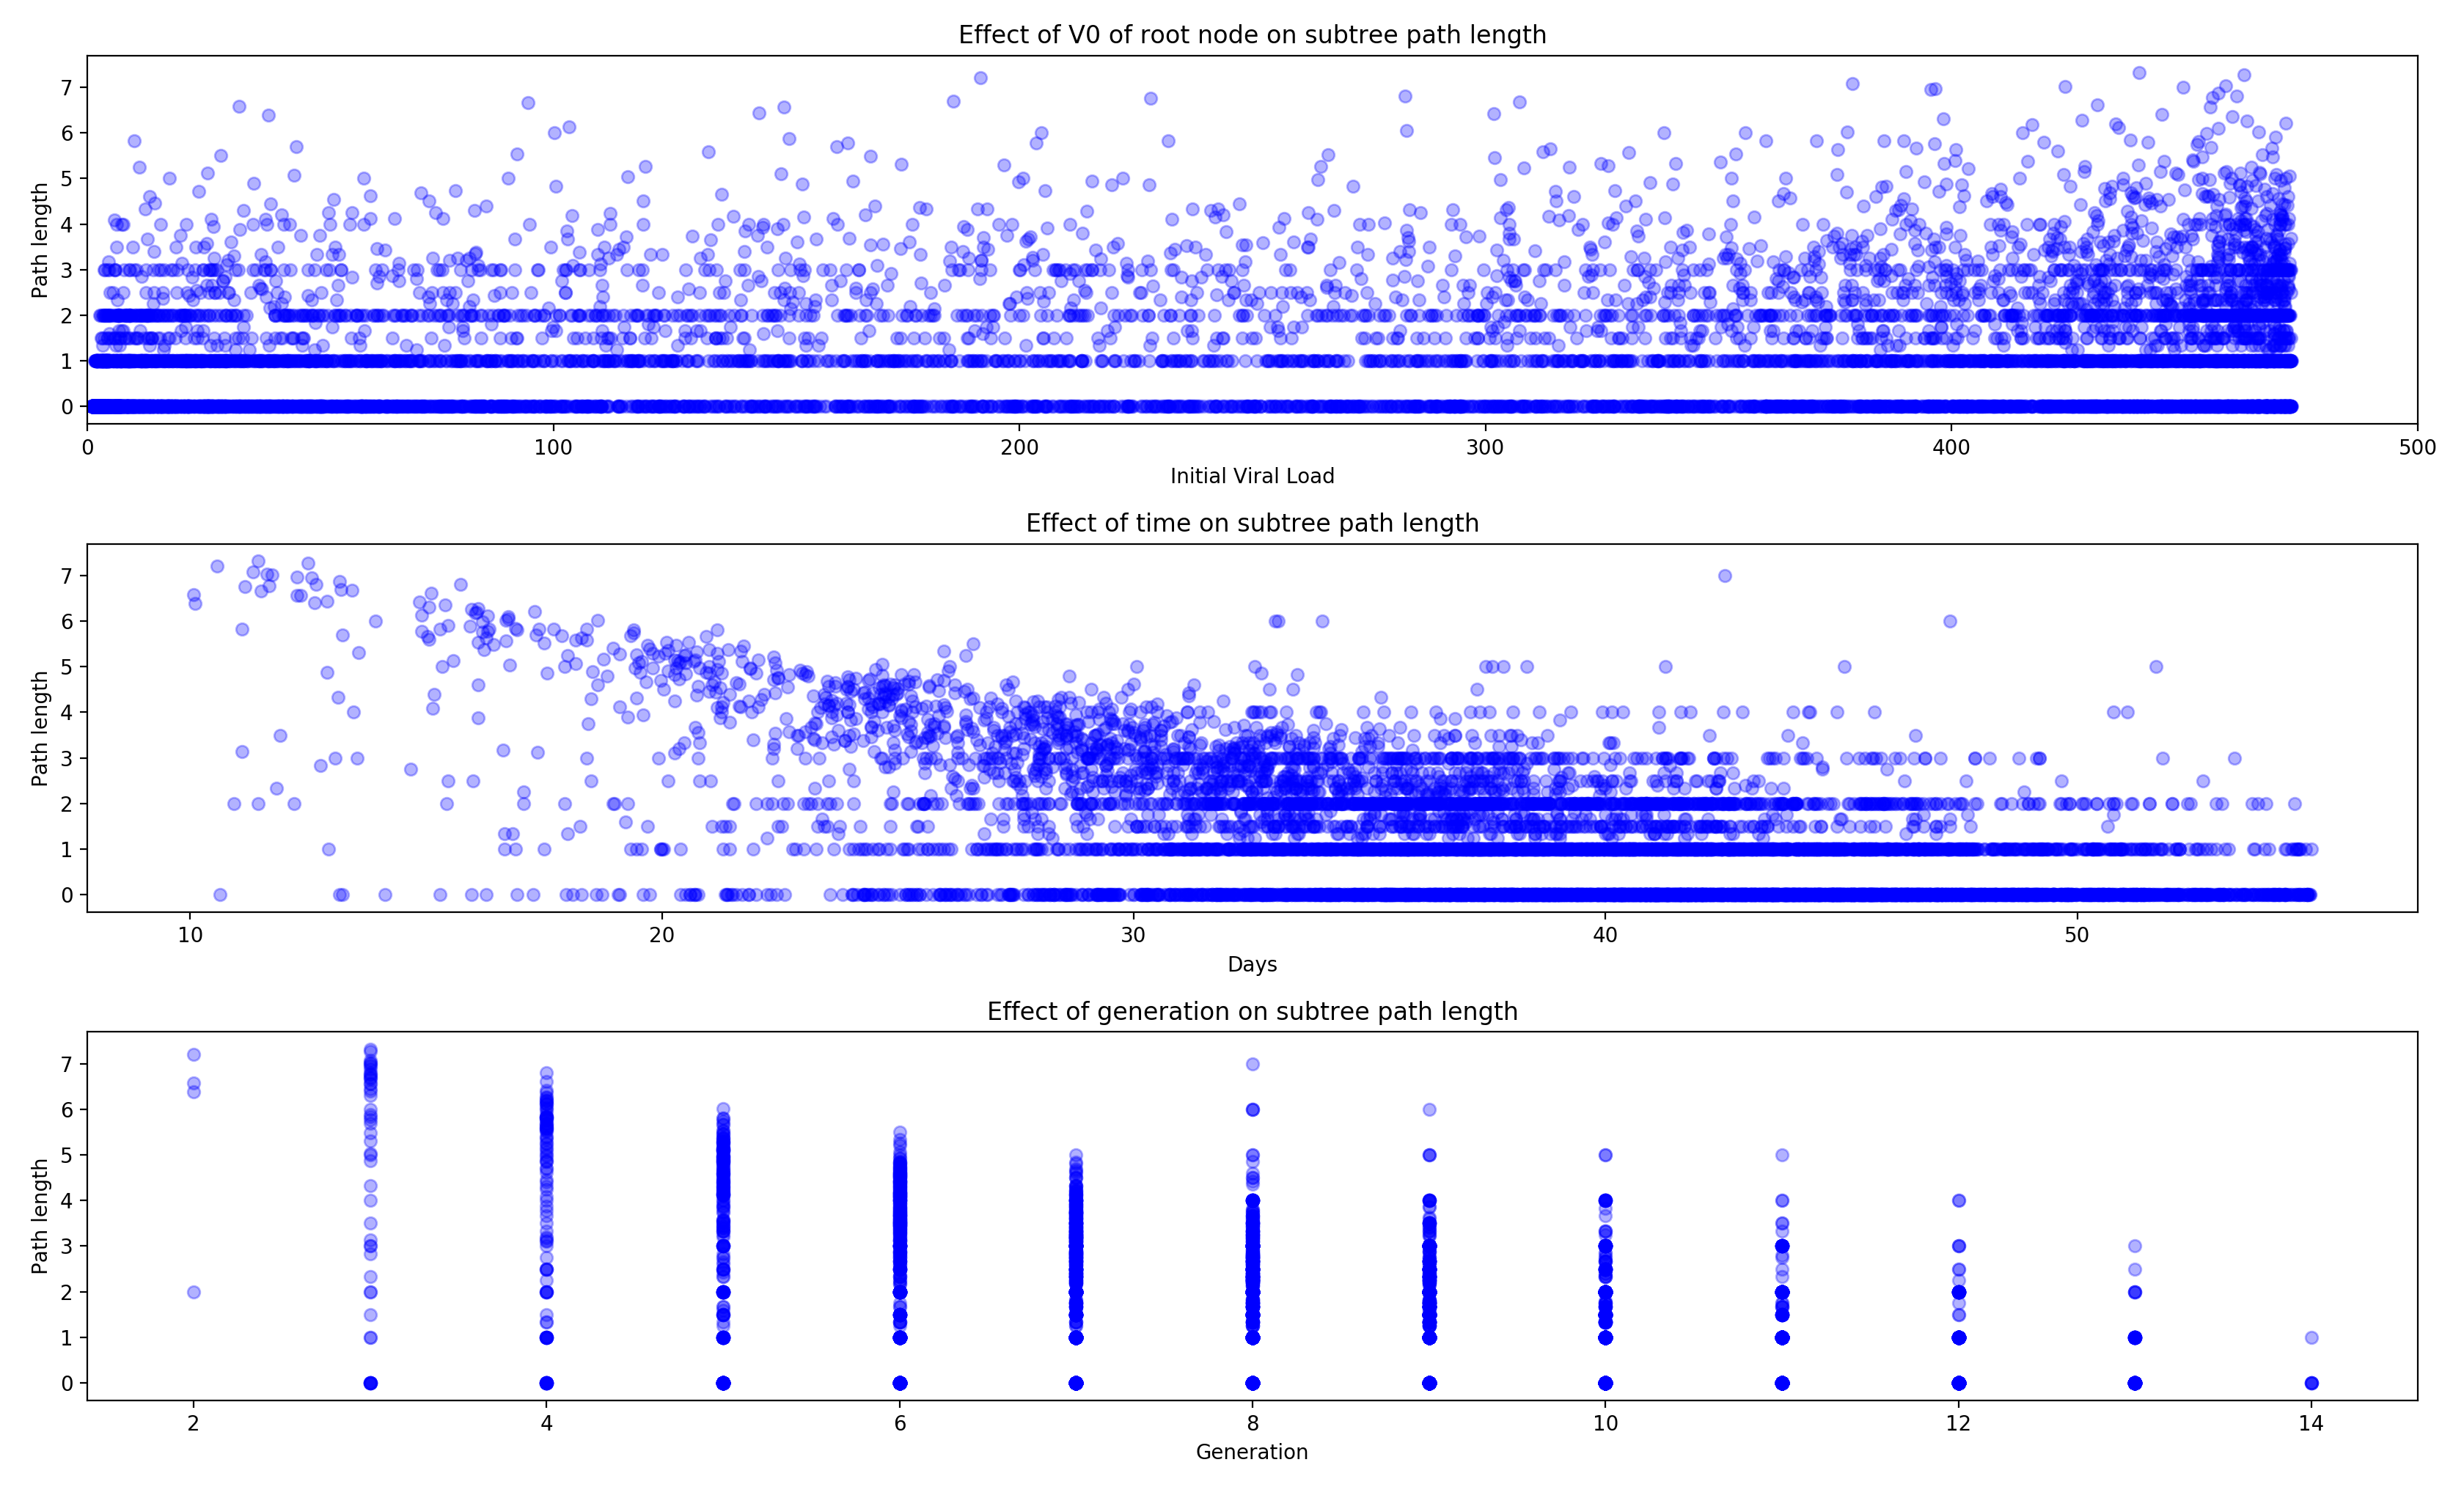 Effect of V0 of root node on subtree path length
Path length
7
6
5
4
3
2
1
0
0 100 200 300 400 500
Initial Viral Load
Effect of time on subtree path length
Path length
7
6
5
4
3
2
1
0
10 20 30 40 50
Days
Effect of generation on subtree path length
Path length
7
6
5
4
3
2
1
0
2 4 6 8 10 12 14
Generation